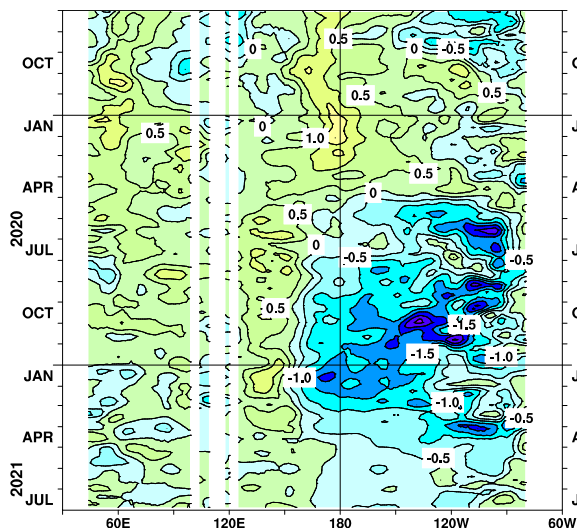 0 0.5 0 -0.5
OCT O
0.5
JAN 0.5 0 1.0 J
APR 0.5 A
0
2020 0.5
JUL 0 -0.5 -0.5 J
OCT 0.5 -1.5 O
-1.5 -1.0
JAN -1.0 J
-1.0 -0.5
APR A
-0.5
2021 JUL J
60E 120E 180 120W 60W